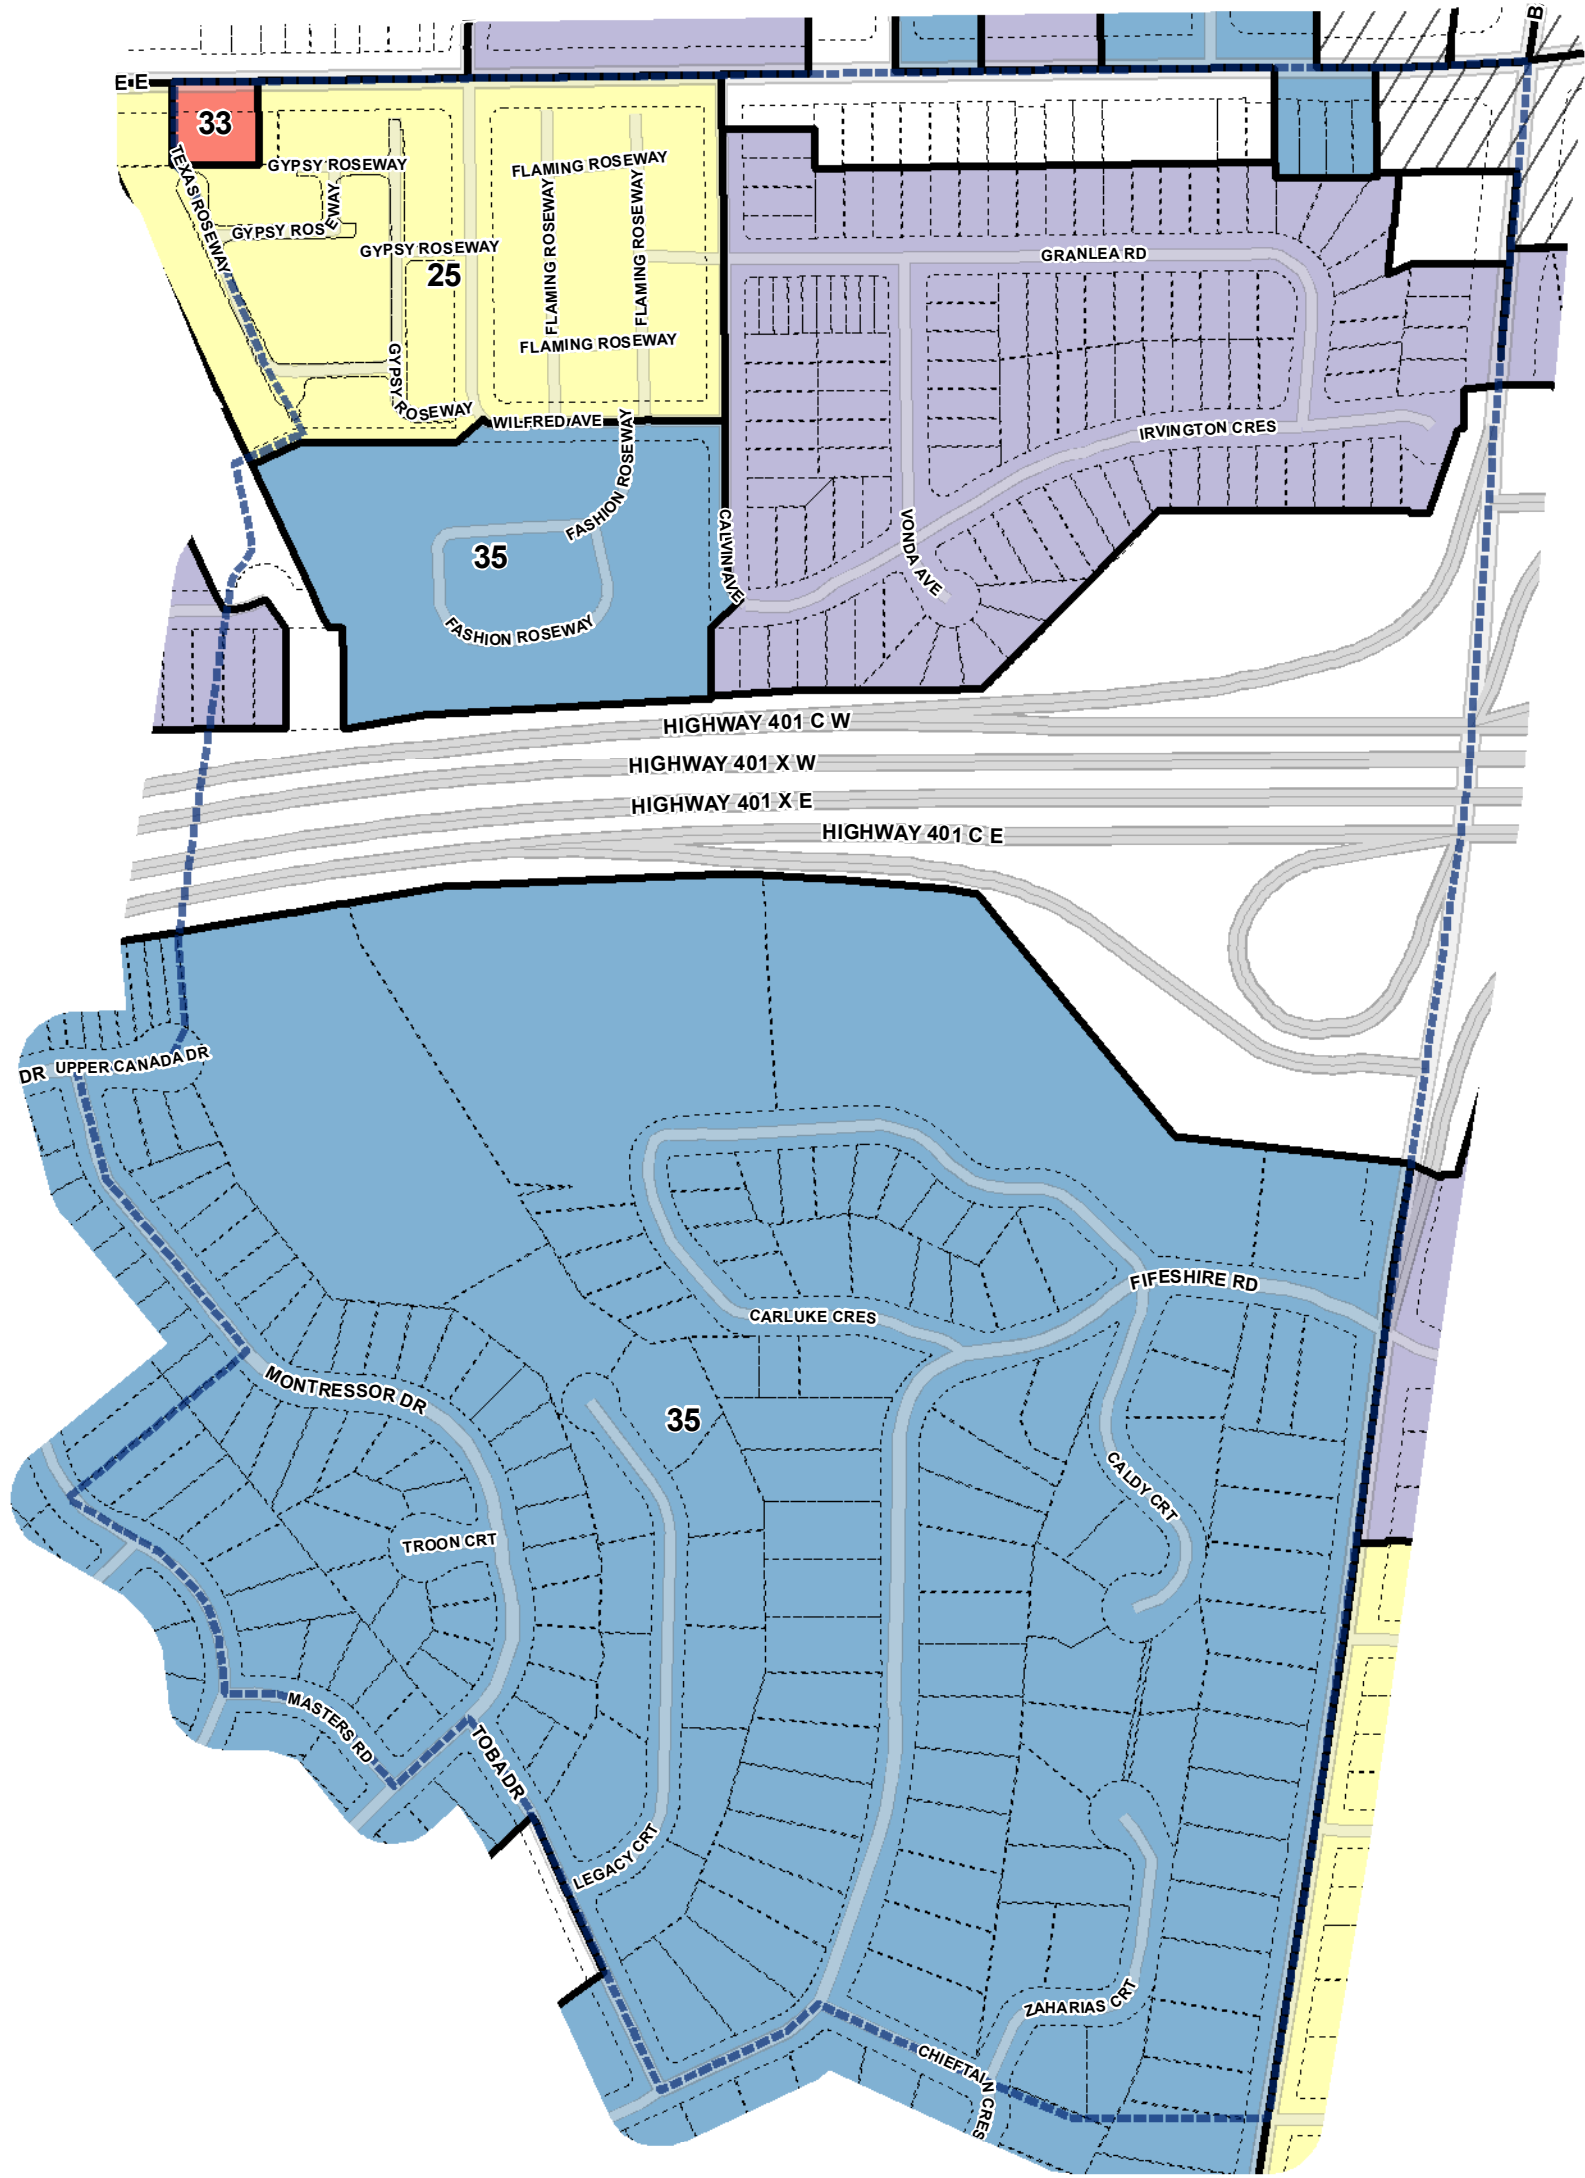 B
E E
33
TEXAS ROSEWAY
GYPSY ROSEWAY
FLAMING ROSEWAY
EWAY
GYPSY ROS
GYPSY ROSEWAY
25
FLAMING ROSEWAY
FLAMING ROSEWAY
GRANLEA RD
FLAMING ROSEWAY
GYPSY ROSEWAY
WILFRED AVE
IRVINGTON CRES
FASHION ROSEWAY
35
CALVIN AVE
VONDA AVE
FASHION ROSEWAY
HIGHWAY 401 C W
HIGHWAY 401 X W
HIGHWAY 401 X E
HIGHWAY 401 C E
DR
UPPER CANADA DR
FIFESHIRE RD
CARLUKE CRES
MONTRESSOR DR
35
CALDY CRT
TROON CRT
MASTERS RD
TOBA DR
LEGACY CRT
ZAHARIAS CRT
CHIEFTAIN CRES